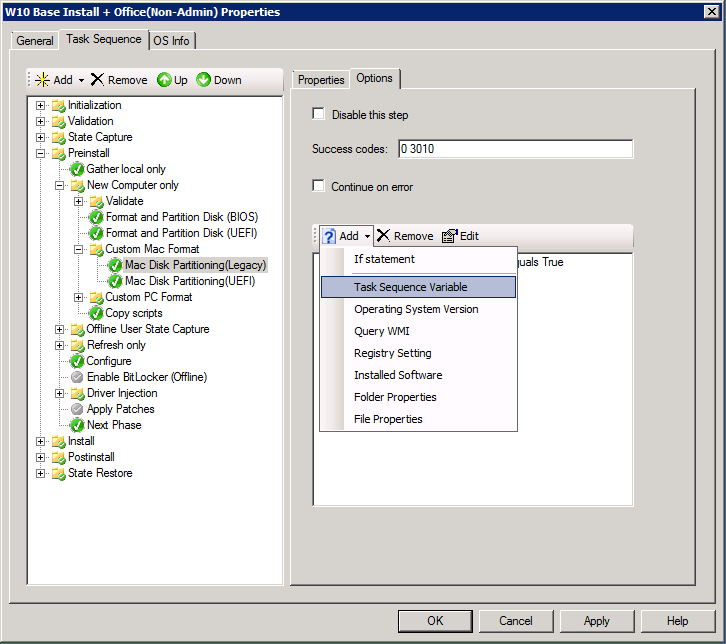 W10 Base Install + Office(Non-Admin) Properties
General
Task Sequence
OS Info
Add
Remove
Up
Down
Initialization
Validation
State Capture
Preinstall
Gather local only
New Computer only
Validate
Format and Partition Disk (BIOS)
Format and Partition Disk (UEFI)
Custom Mac Format
Mac Disk Partitioning(Legacy)
Mac Disk Partitioning(UEFI)
Custom PC Format
Copy scripts
Offline User State Capture
Refresh only
Configure
Enable BitLocker (Offline)
Driver Injection
Apply Patches
Next Phase
Install
Postinstall
State Restore
Properties
Options
Disable this step
Success codes: 0 3010
Continue on error
Add
Remove
Edit
True
If statement
Task Sequence Variable
Operating System Version
Query WMI
Registry Setting
Installed Software
Folder Properties
File Properties
OK
Cancel
Apply
Help